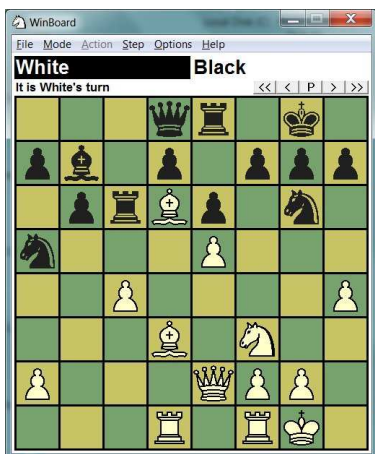 WinBoard
File Mode Action Step Options Help
White Black
It is White's turn << < P > >>